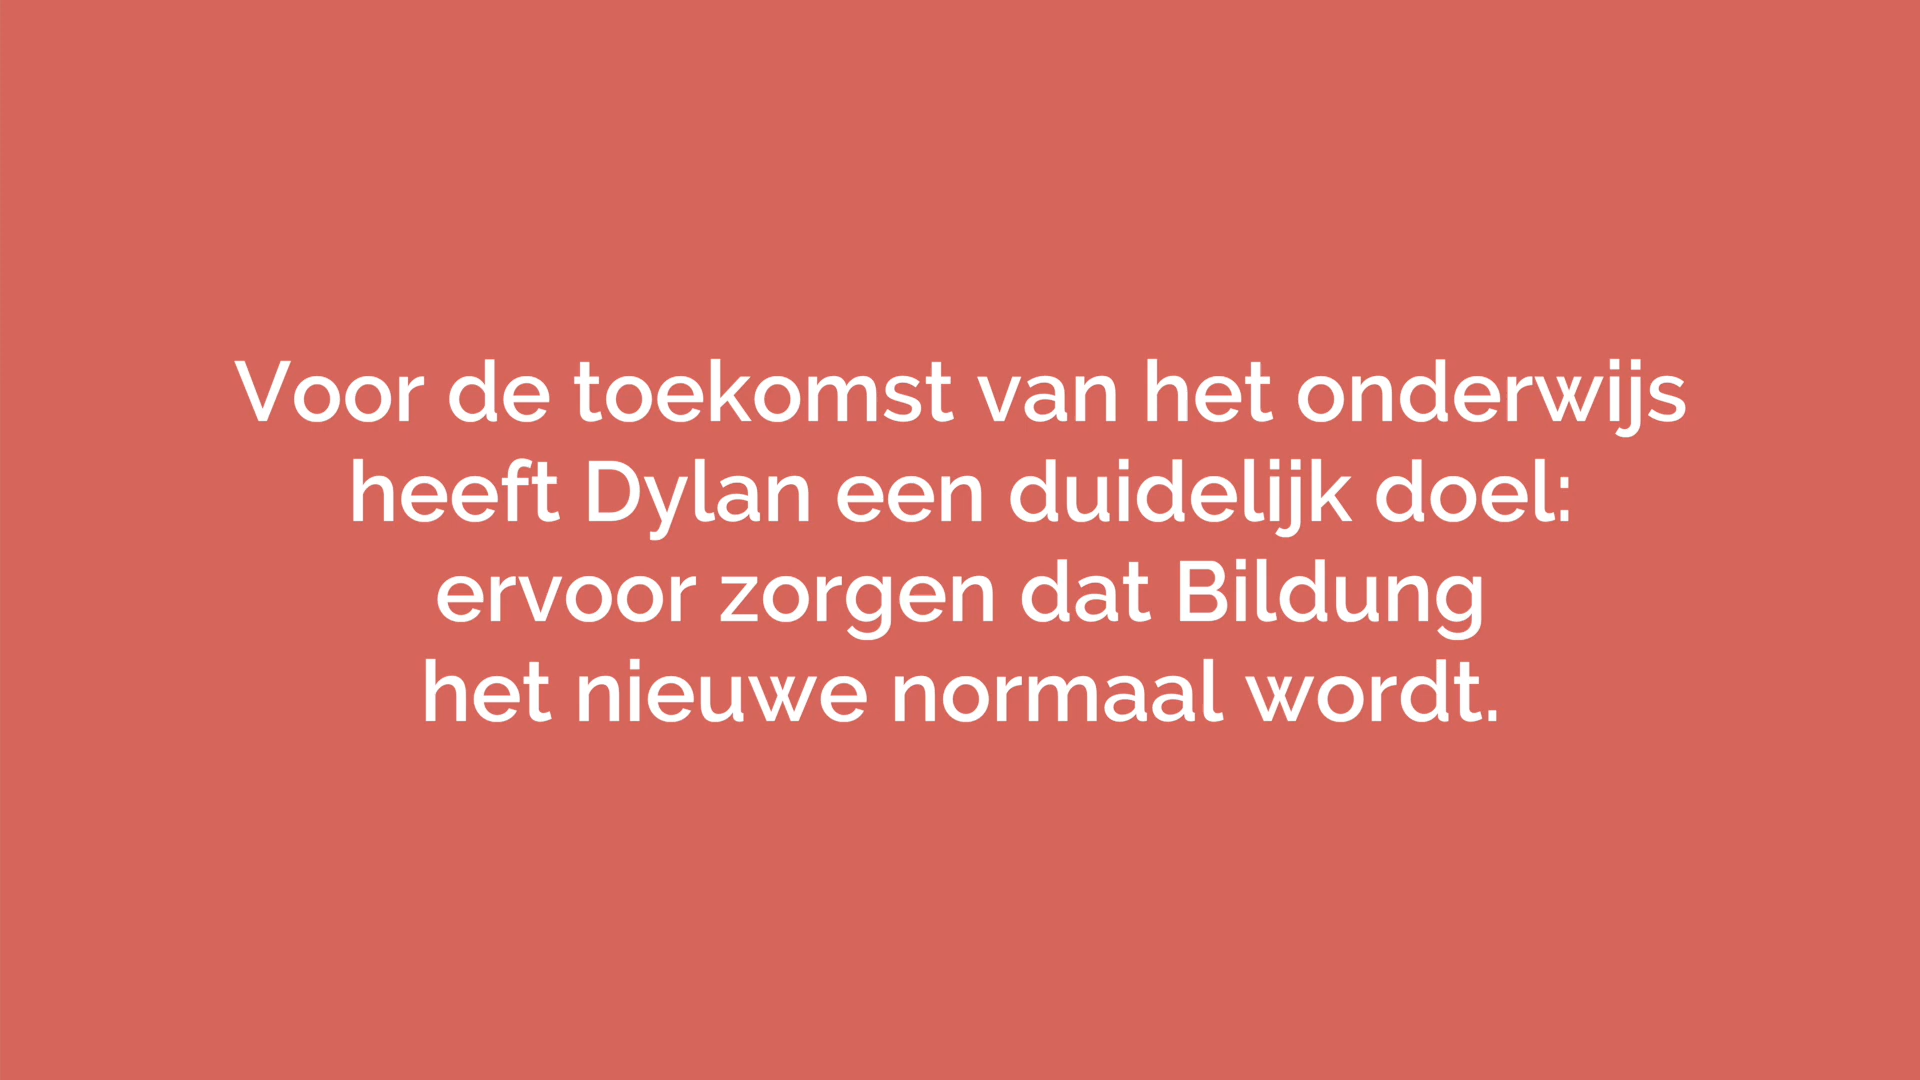 Voor de toekomst van het onderwijs
heeft Dylan een duidelijk doel:
ervoor zorgen dat Bildung
het nieuwe normaal wordt.